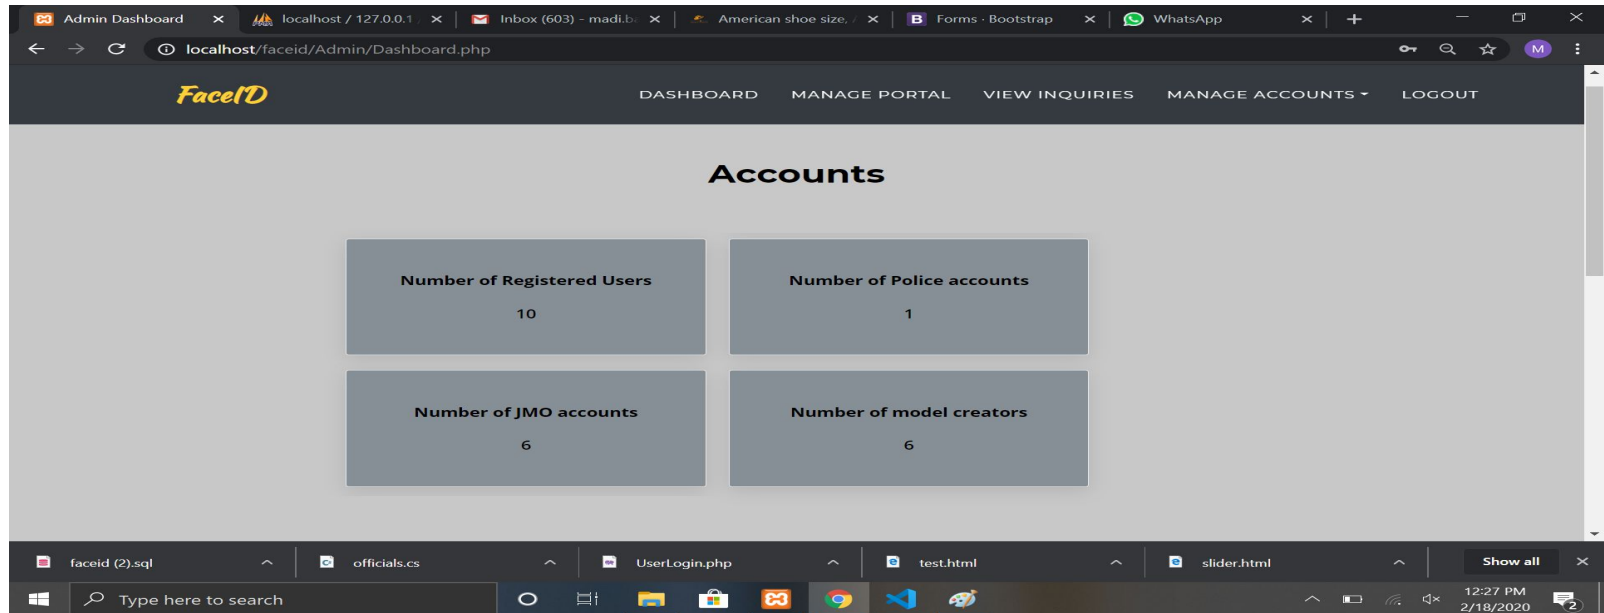 Admin Dashboard
localhost / 127.0.0.1 /
Inbox (603) - madi.b
American shoe size, /
B Forms · Bootstrap
WhatsApp
localhost/faceid/Admin/Dashboard.php
M
FaceID
DASHBOARD MANAGE PORTAL VIEW INQUIRIES MANAGE ACCOUNTS LOGOUT
Accounts
Number of Registered Users
10
Number of Police accounts
1
Number of JMO accounts
6
Number of model creators
6
faceid (2).sql
officials.cs
UserLogin.php
test.html
slider.html
Show all
Type here to search
12:27 PM
2/18/2020
2